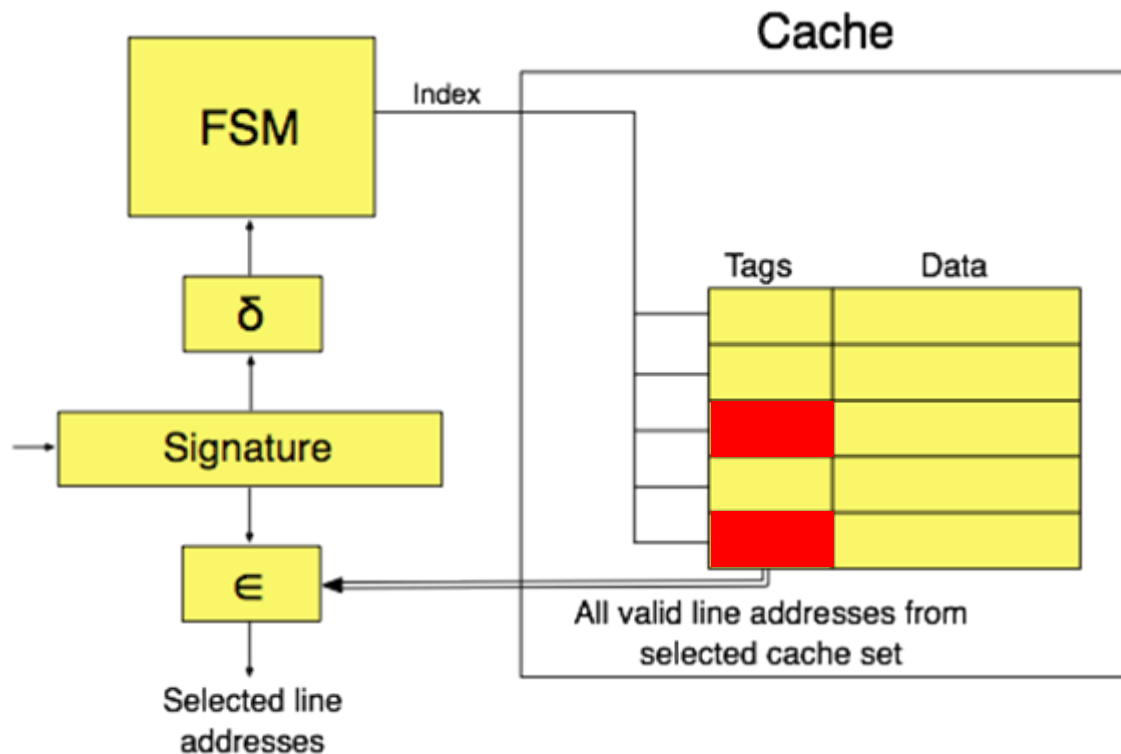 Cache
Index
FSM
Tags
Data
δ
Signature
∈
All valid line addresses from
selected cache set
Selected line
addresses